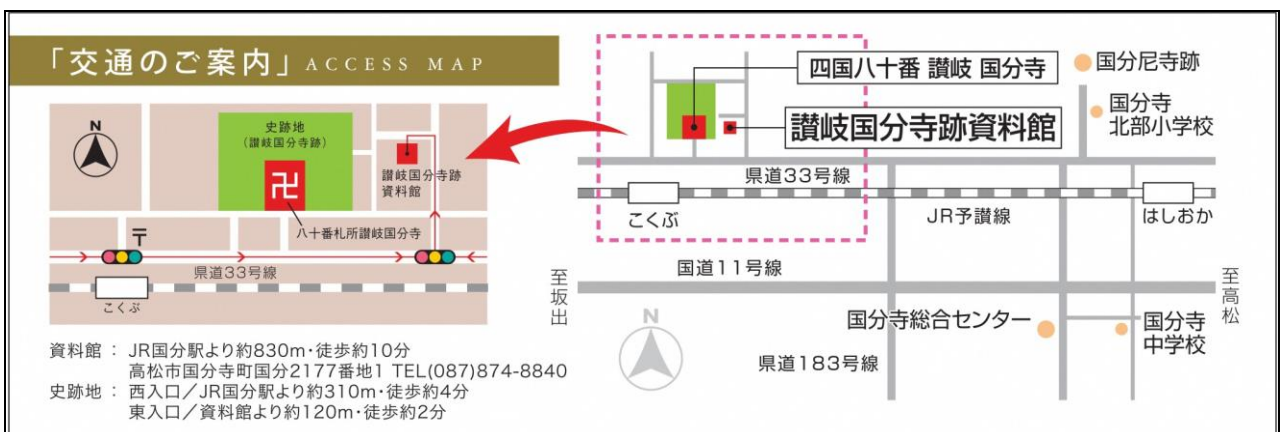 「交通のご案内」 ACCESS MAP
N
史跡地
(讃岐国分寺跡)
卍
讃岐国分寺跡
資料館
八十番札所讃岐国分寺
〒
県道33号線
こくぶ
資料館 : JR国分駅より約830m・徒歩約10分
高松市国分寺町国分2177番地1 TEL(087)874-8840
史跡地 : 西入口/JR国分駅より約310m・徒歩約4分
東入口/資料館より約120m・徒歩約2分
四国八十番 讃岐 国分寺
讃岐国分寺跡資料館
国分尼寺跡
国分寺
北部小学校
県道33号線
こくぶ
JR予讃線
はしおか
国道11号線
至坂出
至高松
N
国分寺総合センター
国分寺
中学校
県道183号線